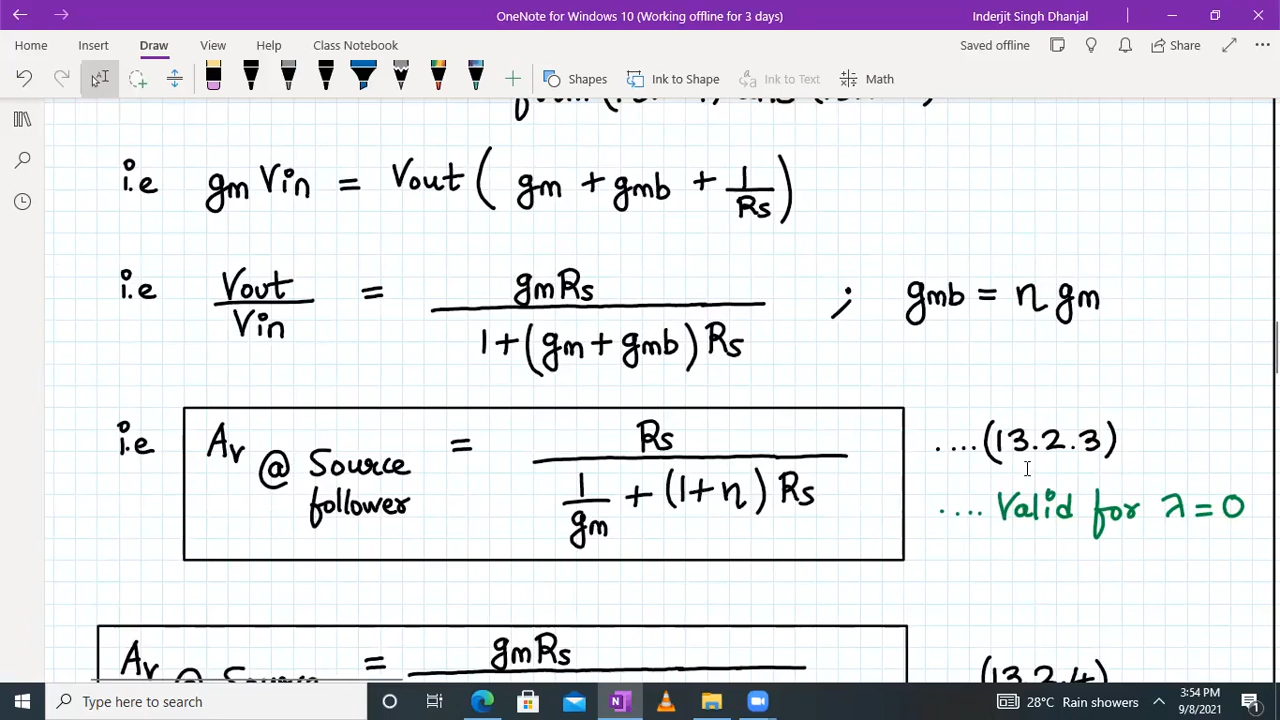 OneNote for Windows 10 (Working offline for 3 days)
Inderjit Singh Dhanjal
Home Insert Draw View Help Class Notebook
Saved offline Share
Shapes Ink to Shape Ink to Text Math
i.e gm Vin = Vout ( gm + gmb + 1/Rs )
i.e Vout/Vin = gmRs / 1+(gm+gmb)Rs ; gmb = η gm
i.e Av @ Source follower = Rs / 1/gm + (1+η) Rs ....(13.2.3)
.... Valid for λ = 0
Av @ Source = gmRs (13.2.4)
Type here to search
28°C Rain showers
3:54 PM
9/8/2021
1